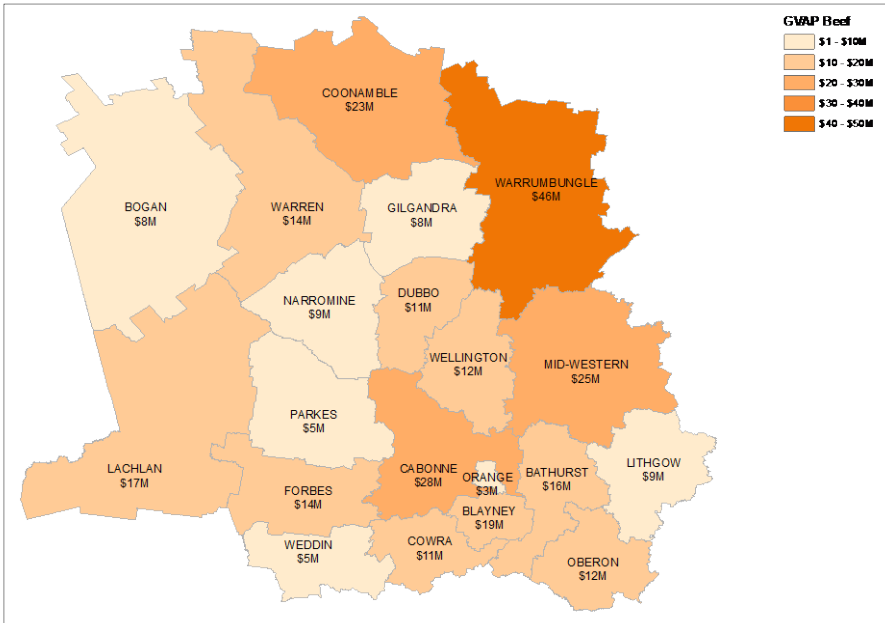 GVAP Beef
$1 - $10M
$10 - $20M
$20 - $30M
$30 - $40M
$40 - $50M
COONAMBLE
$23M
WARRUMBUNGLE
$46M
BOGAN
$8M
WARREN
$14M
GILGANDRA
$8M
NARROMINE
$9M
DUBBO
$11M
WELLINGTON
$12M
MID-WESTERN
$25M
PARKES
$5M
LACHLAN
$17M
FORBES
$14M
CABONNE
$28M
ORANGE
$3M
BATHURST
$16M
LITHGOW
$9M
BLAYNEY
$19M
WEDDIN
$5M
COWRA
$11M
OBERON
$12M